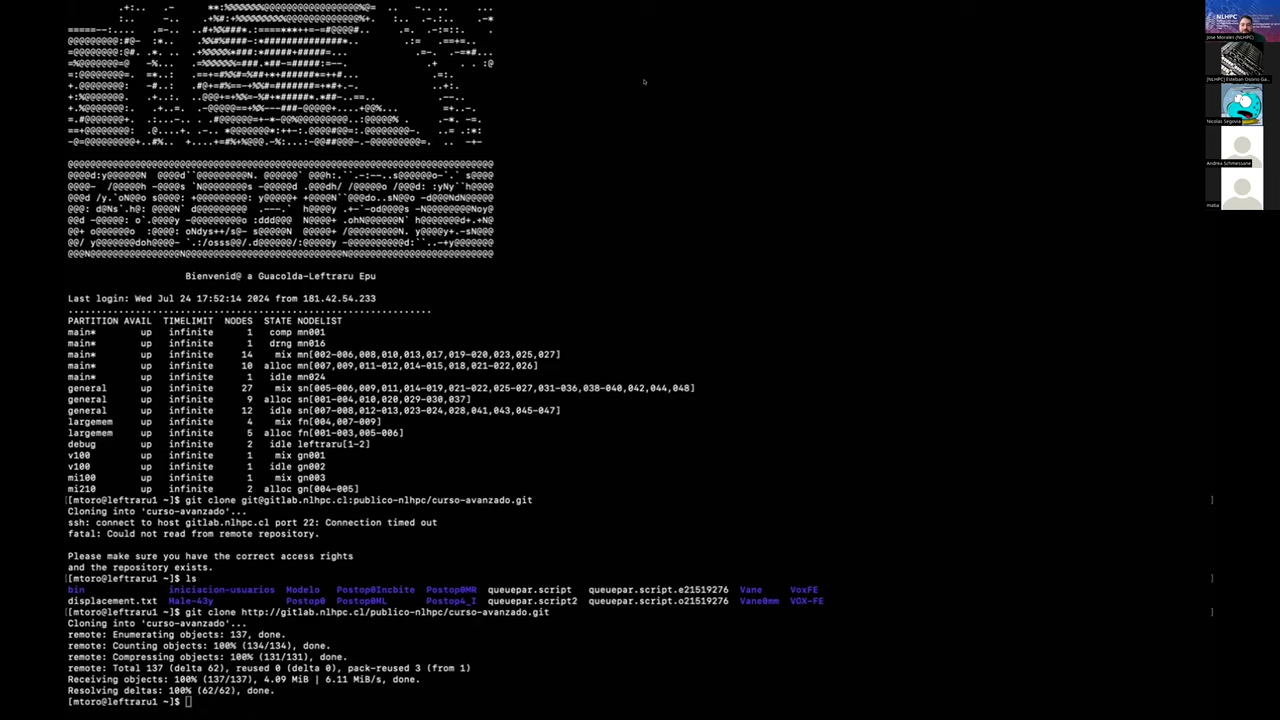 Bienvenid@ a Guacolda-Leftraru Epu
Last login: Wed Jul 24 17:52:14 2024 from 181.42.54.233
PARTITION AVAIL  TIMELIMIT  NODES  STATE NODELIST
main*        up   infinite      1   comp mn001
main*        up   infinite      1   drng mn016
main*        up   infinite     14    mix mn[002-006,008,010,013,017,019-020,023,025,027]
main*        up   infinite     10  alloc mn[007,009,011-012,014-015,018,021-022,026]
main*        up   infinite      1   idle mn024
general      up   infinite     27    mix sn[005-006,009,011,014-019,021-022,025-027,031-036,038-040,042,044,048]
general      up   infinite      9  alloc sn[001-004,010,020,029-030,037]
general      up   infinite     12   idle sn[007-008,012-013,023-024,028,041,043,045-047]
largemem     up   infinite      4    mix fn[004,007-009]
largemem     up   infinite      5  alloc fn[001-003,005-006]
debug        up   infinite      2   idle leftraru[1-2]
v100         up   infinite      1    mix gn001
v100         up   infinite      1   idle gn002
mi100        up   infinite      1    mix gn003
mi210        up   infinite      2  alloc gn[004-005]
[mtoro@leftraru1 ~]$ git clone git@gitlab.nlhpc.cl:publico-nlhpc/curso-avanzado.git
Cloning into 'curso-avanzado'...
ssh: connect to host gitlab.nlhpc.cl port 22: Connection timed out
fatal: Could not read from remote repository.
Please make sure you have the correct access rights
and the repository exists.
[mtoro@leftraru1 ~]$ ls
bin  iniciacion-usuarios  Modelo  Postop0Incbite  Postop0MR  queuepar.script  queuepar.script.e21519276  Vane  VoxFE
displacement.txt  Male-43y  Postop0  Postop0ML  Postop4_I  queuepar.script2  queuepar.script.o21519276  Vane0mm  VOX-FE
[mtoro@leftraru1 ~]$ git clone http://gitlab.nlhpc.cl/publico-nlhpc/curso-avanzado.git
Cloning into 'curso-avanzado'...
remote: Enumerating objects: 137, done.
remote: Counting objects: 100% (134/134), done.
remote: Compressing objects: 100% (131/131), done.
remote: Total 137 (delta 62), reused 0 (delta 0), pack-reused 3 (from 1)
Receiving objects: 100% (137/137), 4.09 MiB | 6.11 MiB/s, done.
Resolving deltas: 100% (62/62), done.
[mtoro@leftraru1 ~]$
NLHPC
José Morales (NLHPC)
[NLHPC] Esteban Osorio Ga...
Nicolas Segovia
Andrea Schmessane